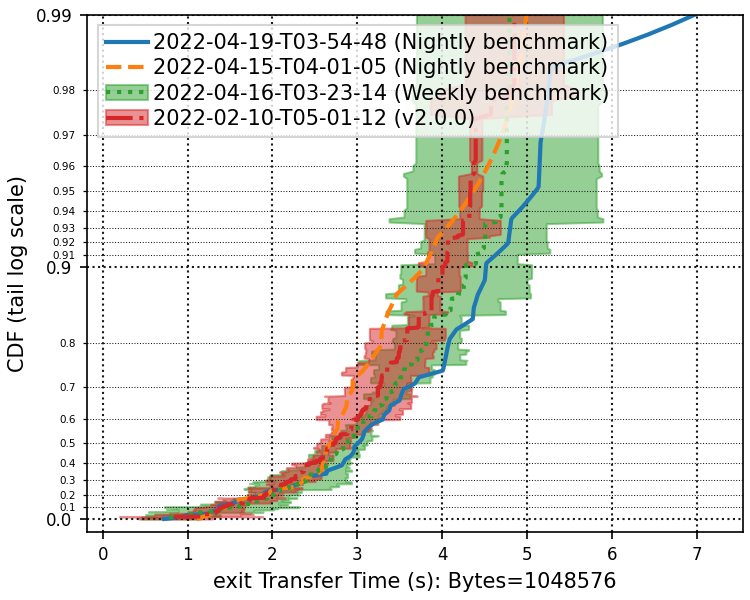 0.99
2022-04-19-T03-54-48 (Nightly benchmark)
2022-04-15-T04-01-05 (Nightly benchmark)
2022-04-16-T03-23-14 (Weekly benchmark)
2022-02-10-T05-01-12 (v2.0.0)
0.98
0.97
0.96
0.95
0.94
0.93
0.92
0.91
0.9
0.8
0.7
0.6
0.5
0.4
0.3
0.2
0.1
0.0
CDF (tail log scale)
0 1 2 3 4 5 6 7
exit Transfer Time (s): Bytes=1048576